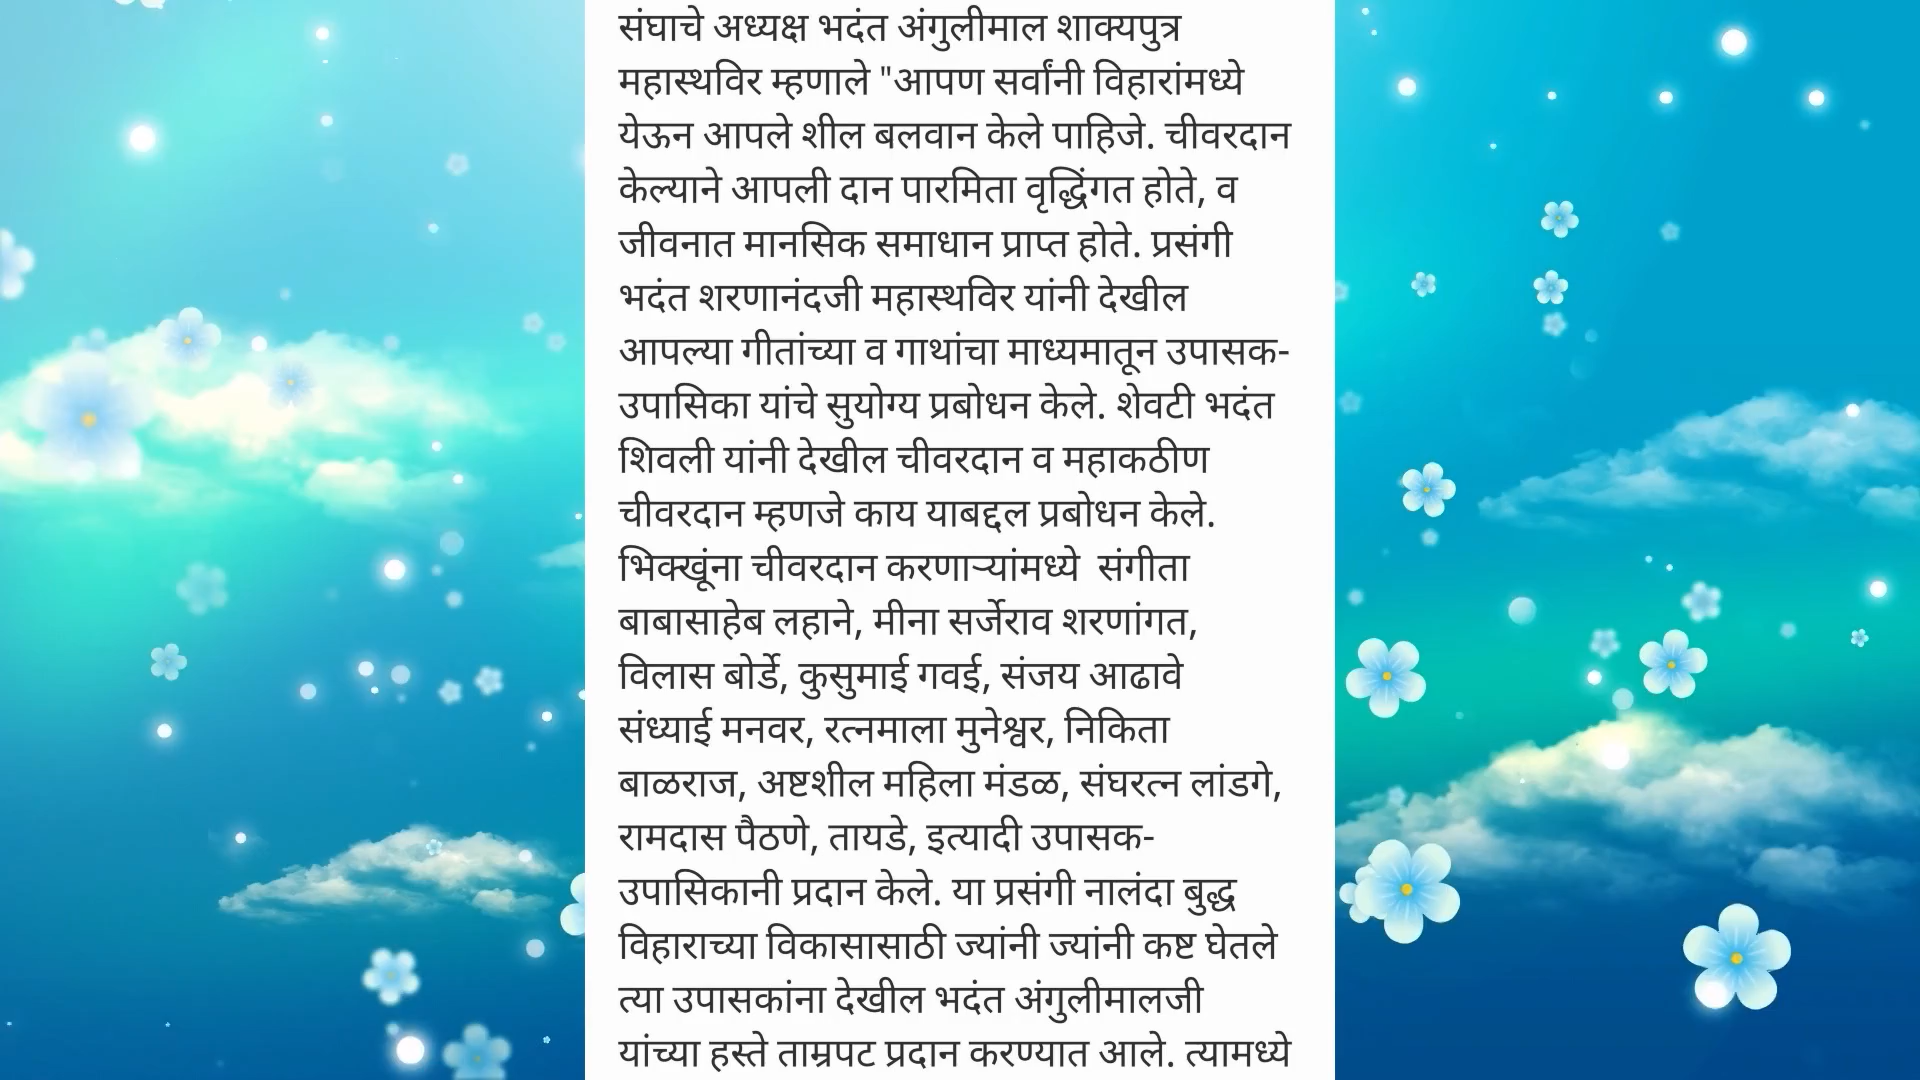 संघाचे अध्यक्ष भदंत अंगुलीमाल शाक्यपुत्र
महास्थविर म्हणाले "आपण सर्वांनी विहारांमध्ये
येऊन आपले शील बलवान केले पाहिजे. चीवरदान
केल्याने आपली दान पारमिता वृद्धिंगत होते, व
जीवनात मानसिक समाधान प्राप्त होते. प्रसंगी
भदंत शरणानंदजी महास्थविर यांनी देखील
आपल्या गीतांच्या व गाथांचा माध्यमातून उपासक-
उपासिका यांचे सुयोग्य प्रबोधन केले. शेवटी भदंत
शिवली यांनी देखील चीवरदान व महाकठीण
चीवरदान म्हणजे काय याबद्दल प्रबोधन केले.
भिक्खूंना चीवरदान करणाऱ्यांमध्ये  संगीता
बाबासाहेब लहाने, मीना सर्जेराव शरणांगत,
विलास बोर्डे, कुसुमाई गवई, संजय आढावे
संध्याई मनवर, रत्नमाला मुनेश्वर, निकिता
बाळराज, अष्टशील महिला मंडळ, संघरत्न लांडगे,
रामदास पैठणे, तायडे, इत्यादी उपासक-
उपासिकानी प्रदान केले. या प्रसंगी नालंदा बुद्ध
विहाराच्या विकासासाठी ज्यांनी ज्यांनी कष्ट घेतले
त्या उपासकांना देखील भदंत अंगुलीमालजी
यांच्या हस्ते ताम्रपट प्रदान करण्यात आले. त्यामध्ये